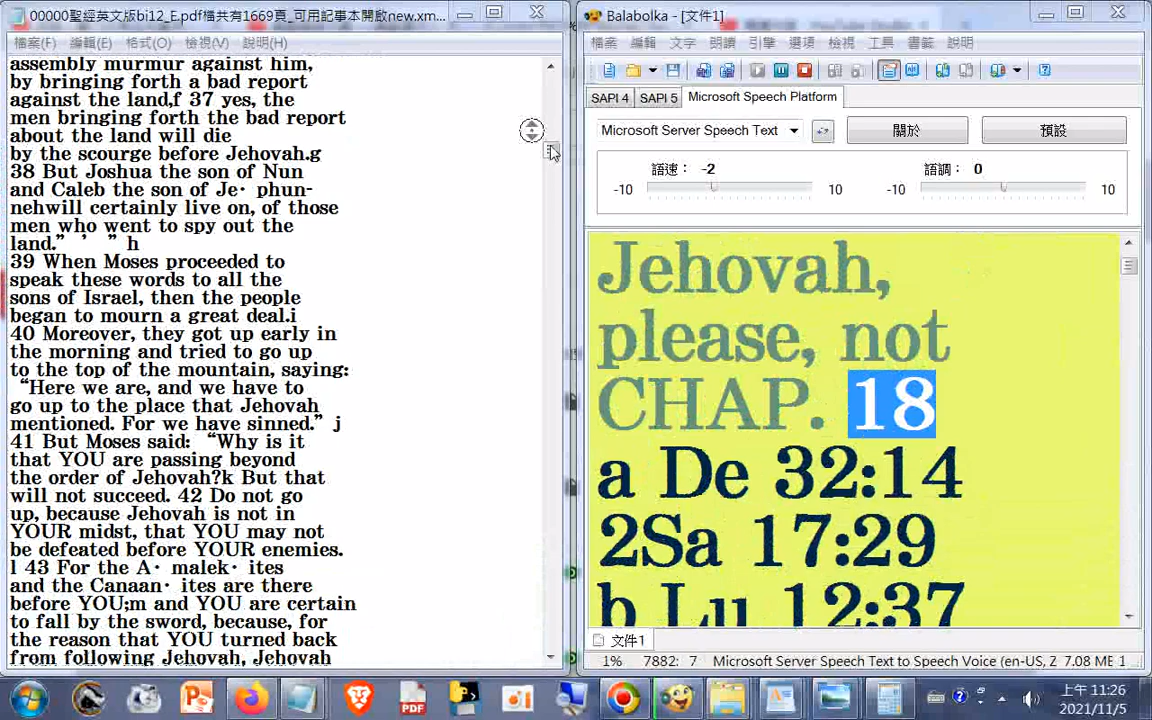 00000聖經英文版bi12_E.pdf檔共有1669頁_可用記事本開啟new.xm...
檔案(F) 編輯(E) 格式(O) 檢視(V) 說明(H)
assembly murmur against him,
by bringing forth a bad report
against the land,f 37 yes, the
men bringing forth the bad report
about the land will die
by the scourge before Jehovah.g
38 But Joshua the son of Nun
and Caleb the son of Je· phun-
nehwill certainly live on, of those
men who went to spy out the
land.” ’ ”h
39 When Moses proceeded to
speak these words to all the
sons of Israel, then the people
began to mourn a great deal.i
40 Moreover, they got up early in
the morning and tried to go up
to the top of the mountain, saying:
“Here we are, and we have to
go up to the place that Jehovah
mentioned. For we have sinned.”j
41 But Moses said: “Why is it
that YOU are passing beyond
the order of Jehovah?k But that
will not succeed. 42 Do not go
up, because Jehovah is not in
YOUR midst, that YOU may not
be defeated before YOUR enemies.
l 43 For the A· malek· ites
and the Canaan· ites are there
before YOU;m and YOU are certain
to fall by the sword, because, for
the reason that YOU turned back
from following Jehovah, Jehovah
Balabolka - [文件1]
檔案 編輯 文字 朗讀 引擎 選項 檢視 工具 書籤 說明
SAPI 4 SAPI 5 Microsoft Speech Platform
Microsoft Server Speech Text 關於 預設
語速： -2 語調： 0
-10 10 -10 10
Jehovah,
please, not
CHAP. 18
a De 32:14
2Sa 17:29
b Lu 12:37
文件1
1% 7882: 7 Microsoft Server Speech Text to Speech Voice (en-US, 2 7.08 ME 1
PDF
上午 11:26
2021/11/5